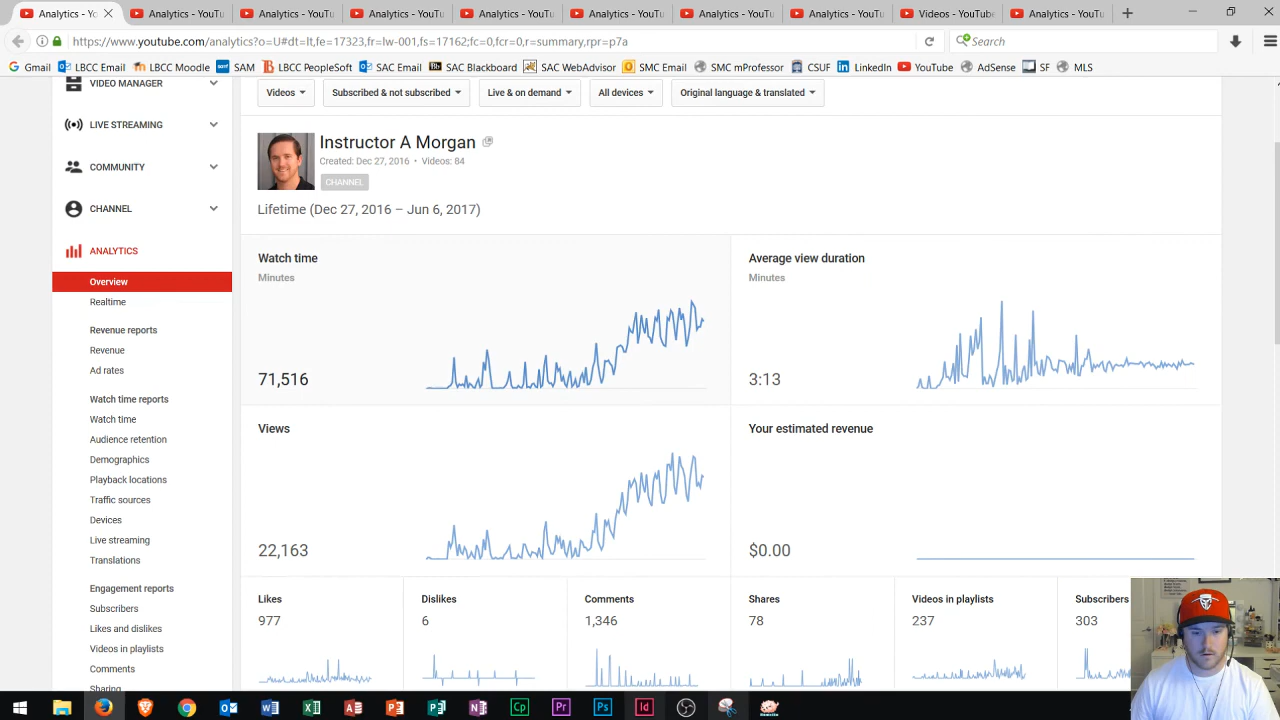 Analytics - YouTu
Analytics - YouTu
Analytics - YouTu
Analytics - YouTu
Analytics - YouTu
Analytics - YouTu
Analytics - YouTu
Analytics - YouTu
Videos - YouTube
Analytics - YouTu
https://www.youtube.com/analytics?o=U#dt=lt,fe=17323,fr=lw-001,fs=17162;fc=0,fcr=0,r=summary,rpr=p7a
Search
Gmail LBCC Outlook LBCC Moodle SAM LBCC PeopleSoft SAC Email SAC Blackboard SAC WebAdvisor SMC Email SMC mProfessor CSUF LinkedIn YouTube AdSense SF MLS
VIDEO MANAGER
LIVE STREAMING
COMMUNITY
CHANNEL
ANALYTICS
Overview
Realtime
Revenue reports
Revenue
Ad rates
Watch time reports
Watch time
Audience retention
Demographics
Playback locations
Traffic sources
Devices
Live streaming
Translations
Engagement reports
Subscribers
Likes and dislikes
Videos in playlists
Comments
Sharing
Videos
Subscribed & not subscribed
Live & on demand
All devices
Original language & translated
Instructor A Morgan
Created: Dec 27, 2016 • Videos: 84
CHANNEL
Lifetime (Dec 27, 2016 – Jun 6, 2017)
Watch time
Minutes
71,516
Average view duration
Minutes
3:13
Views
22,163
Your estimated revenue
$0.00
Likes
977
Dislikes
6
Comments
1,346
Shares
78
Videos in playlists
237
Subscribers
303